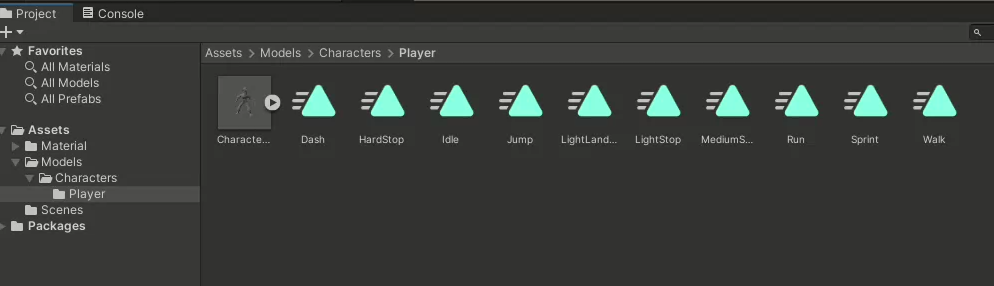 Project Console
Favorites
All Materials
All Models
All Prefabs
Assets
Material
Models
Characters
Player
Scenes
Packages
Assets > Models > Characters > Player
Characte... Dash HardStop Idle Jump LightLand... LightStop MediumS... Run Sprint Walk